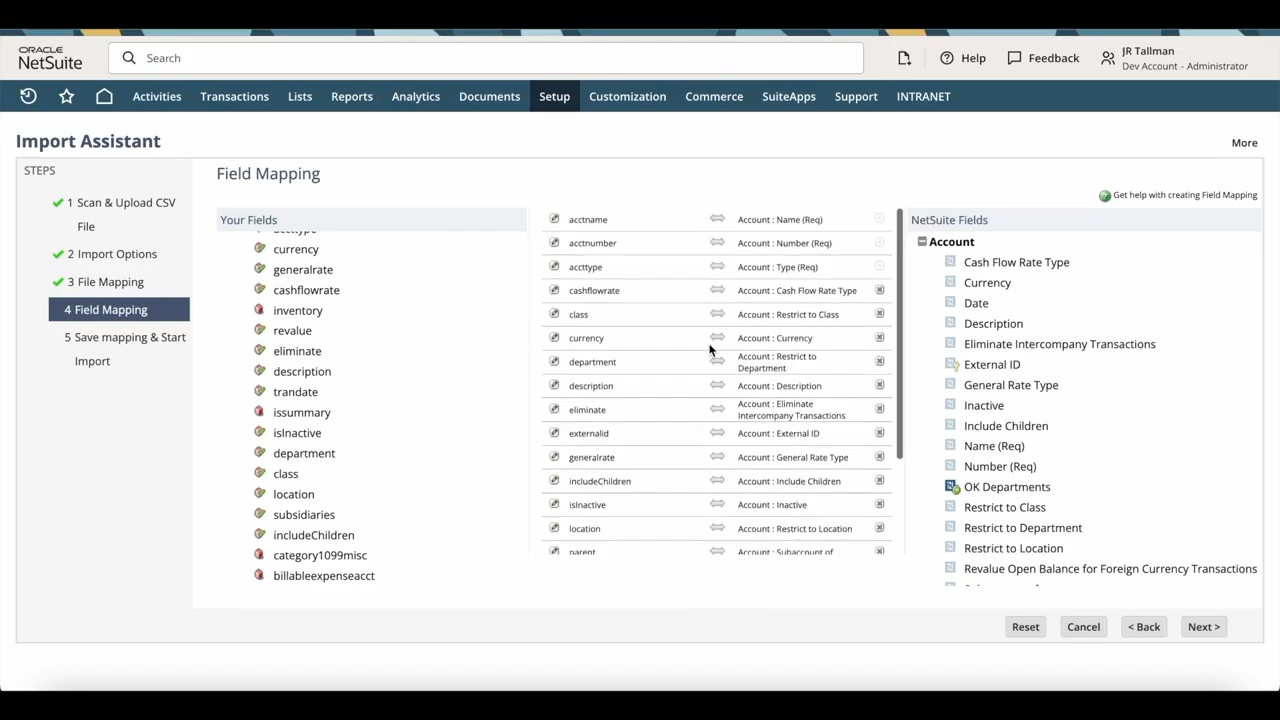 ORACLE
NetSuite
Search
Help
Feedback
JR Tallman
Dev Account - Administrator
Activities
Transactions
Lists
Reports
Analytics
Documents
Setup
Customization
Commerce
SuiteApps
Support
INTRANET
Import Assistant
More
STEPS
1 Scan & Upload CSV
File
2 Import Options
3 File Mapping
4 Field Mapping
5 Save mapping & Start
Import
Field Mapping
Get help with creating Field Mapping
Your Fields
accttype
currency
generalrate
cashflowrate
inventory
revalue
eliminate
description
trandate
issummary
isInactive
department
class
location
subsidiaries
includeChildren
category1099misc
billableexpenseacct
acctname
Account : Name (Req)
acctnumber
Account : Number (Req)
accttype
Account : Type (Req)
cashflowrate
Account : Cash Flow Rate Type
class
Account : Restrict to Class
currency
Account : Currency
department
Account : Restrict to
Department
description
Account : Description
eliminate
Account : Eliminate
Intercompany Transactions
externalid
Account : External ID
generalrate
Account : General Rate Type
includeChildren
Account : Include Children
isInactive
Account : Inactive
location
Account : Restrict to Location
parent
Account : Subaccount of
NetSuite Fields
Account
Cash Flow Rate Type
Currency
Date
Description
Eliminate Intercompany Transactions
External ID
General Rate Type
Inactive
Include Children
Name (Req)
Number (Req)
OK Departments
Restrict to Class
Restrict to Department
Restrict to Location
Revalue Open Balance for Foreign Currency Transactions
Reset
Cancel
< Back
Next >